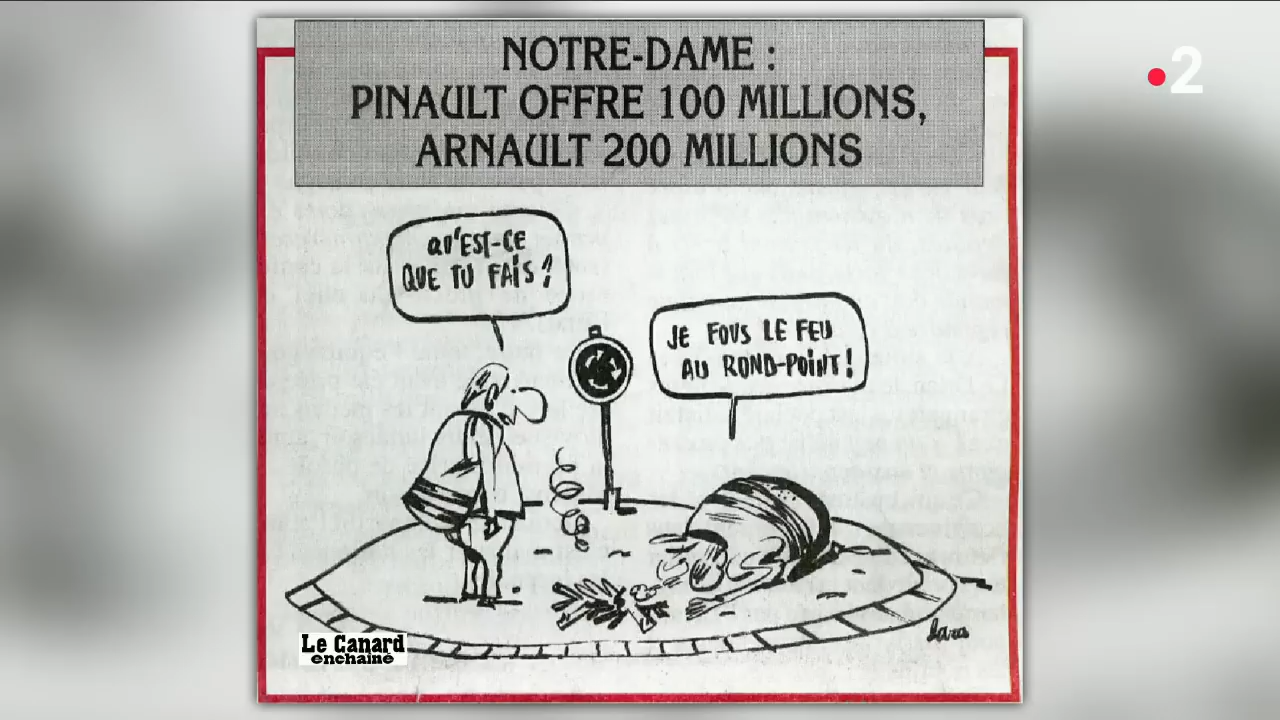 NOTRE-DAME :
PINAULT OFFRE 100 MILLIONS,
ARNAULT 200 MILLIONS
2
QU'EST-CE
QUE TU FAIS ?
JE FOUS LE FEU
AU ROND-POINT !
Le Canard
enchaîné
lara